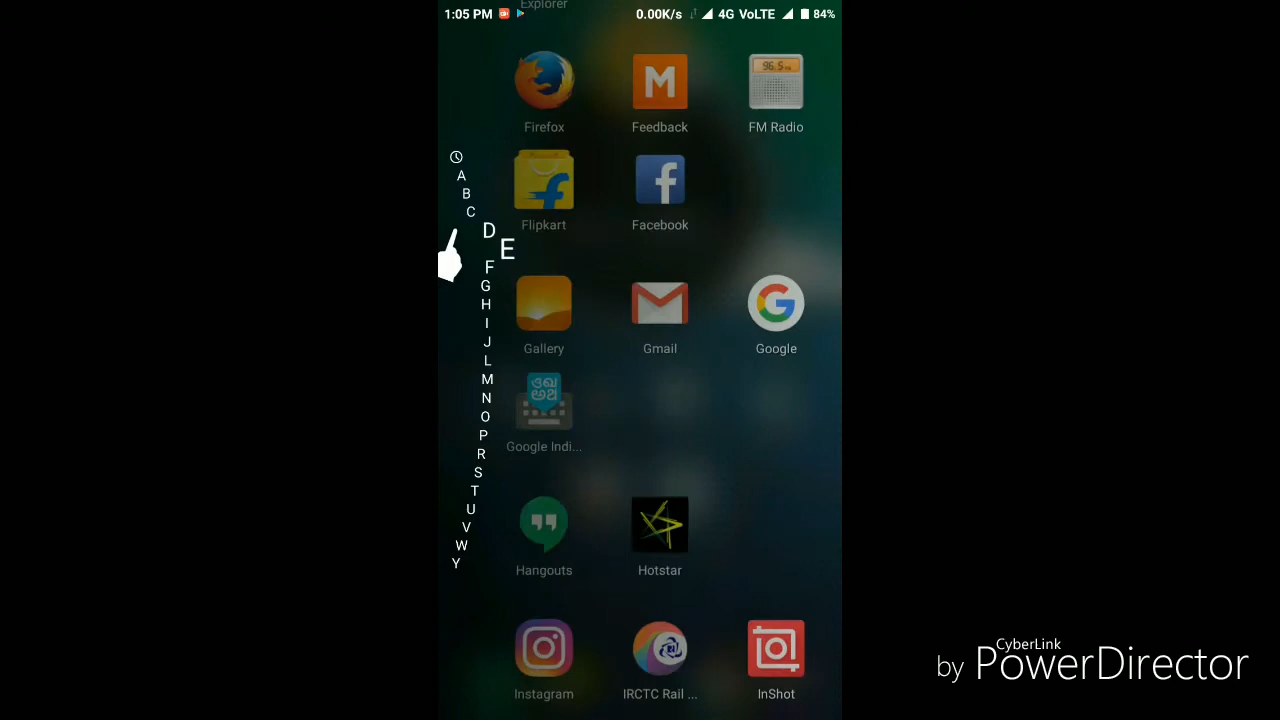 Explorer
1:05 PM 0.00K/s 4G VoLTE 84%
96.5
M
Firefox Feedback FM Radio
Flipkart Facebook
A
B
C
D
E
F
G
H
I
J
L
M
N
O
P
R
S
T
U
V
W
Y
Gallery Gmail Google
Google Indi...
Hangouts Hotstar
Instagram IRCTC Rail ... InShot
by CyberLink PowerDirector